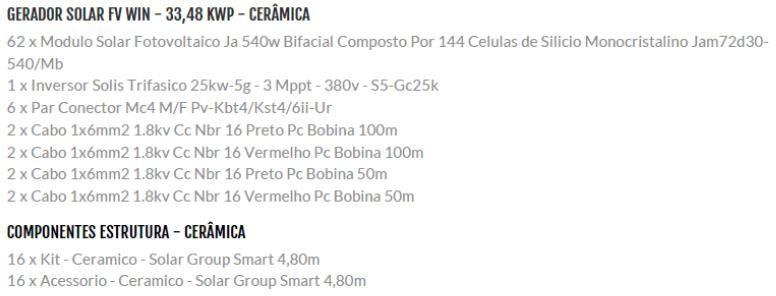 GERADOR SOLAR FV WIN - 33,48 KWP - CERÂMICA
62 x Modulo Solar Fotovoltaico Ja 540w Bifacial Composto Por 144 Celulas de Silicio Monocristalino Jam72d30-
540/Mb
1 x Inversor Solis Trifasico 25kw-5g - 3 Mppt - 380v - S5-Gc25k
6 x Par Conector Mc4 M/F Pv-Kbt4/Kst4/6ii-Ur
2 x Cabo 1x6mm2 1.8kv Cc Nbr 16 Preto Pc Bobina 100m
2 x Cabo 1x6mm2 1.8kv Cc Nbr 16 Vermelho Pc Bobina 100m
2 x Cabo 1x6mm2 1.8kv Cc Nbr 16 Preto Pc Bobina 50m
2 x Cabo 1x6mm2 1.8kv Cc Nbr 16 Vermelho Pc Bobina 50m
COMPONENTES ESTRUTURA - CERÂMICA
16 x Kit - Ceramico - Solar Group Smart 4,80m
16 x Acessorio - Ceramico - Solar Group Smart 4,80m